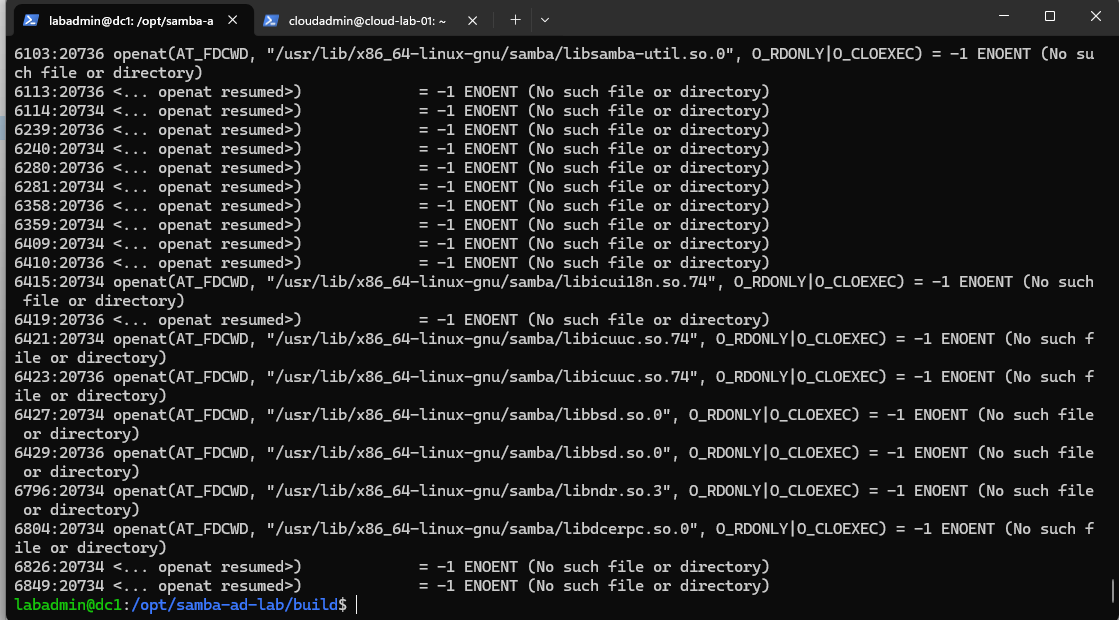 labadmin@dc1: /opt/samba-a
cloudadmin@cloud-lab-01: ~
6103:20736 openat(AT_FDCWD, "/usr/lib/x86_64-linux-gnu/samba/libsamba-util.so.0", O_RDONLY|O_CLOEXEC) = -1 ENOENT (No su
ch file or directory)
6113:20736 <... openat resumed>)             = -1 ENOENT (No such file or directory)
6114:20734 <... openat resumed>)             = -1 ENOENT (No such file or directory)
6239:20736 <... openat resumed>)             = -1 ENOENT (No such file or directory)
6240:20734 <... openat resumed>)             = -1 ENOENT (No such file or directory)
6280:20736 <... openat resumed>)             = -1 ENOENT (No such file or directory)
6281:20734 <... openat resumed>)             = -1 ENOENT (No such file or directory)
6358:20736 <... openat resumed>)             = -1 ENOENT (No such file or directory)
6359:20734 <... openat resumed>)             = -1 ENOENT (No such file or directory)
6409:20734 <... openat resumed>)             = -1 ENOENT (No such file or directory)
6410:20736 <... openat resumed>)             = -1 ENOENT (No such file or directory)
6415:20734 openat(AT_FDCWD, "/usr/lib/x86_64-linux-gnu/samba/libicui18n.so.74", O_RDONLY|O_CLOEXEC) = -1 ENOENT (No such
 file or directory)
6419:20736 <... openat resumed>)             = -1 ENOENT (No such file or directory)
6421:20734 openat(AT_FDCWD, "/usr/lib/x86_64-linux-gnu/samba/libicuuc.so.74", O_RDONLY|O_CLOEXEC) = -1 ENOENT (No such f
ile or directory)
6423:20736 openat(AT_FDCWD, "/usr/lib/x86_64-linux-gnu/samba/libicuuc.so.74", O_RDONLY|O_CLOEXEC) = -1 ENOENT (No such f
ile or directory)
6427:20734 openat(AT_FDCWD, "/usr/lib/x86_64-linux-gnu/samba/libbsd.so.0", O_RDONLY|O_CLOEXEC) = -1 ENOENT (No such file
 or directory)
6429:20736 openat(AT_FDCWD, "/usr/lib/x86_64-linux-gnu/samba/libbsd.so.0", O_RDONLY|O_CLOEXEC) = -1 ENOENT (No such file
 or directory)
6796:20734 openat(AT_FDCWD, "/usr/lib/x86_64-linux-gnu/samba/libndr.so.3", O_RDONLY|O_CLOEXEC) = -1 ENOENT (No such file
 or directory)
6804:20734 openat(AT_FDCWD, "/usr/lib/x86_64-linux-gnu/samba/libdcerpc.so.0", O_RDONLY|O_CLOEXEC) = -1 ENOENT (No such f
ile or directory)
6826:20734 <... openat resumed>)             = -1 ENOENT (No such file or directory)
6849:20734 <... openat resumed>)             = -1 ENOENT (No such file or directory)
labadmin@dc1:/opt/samba-ad-lab/build$